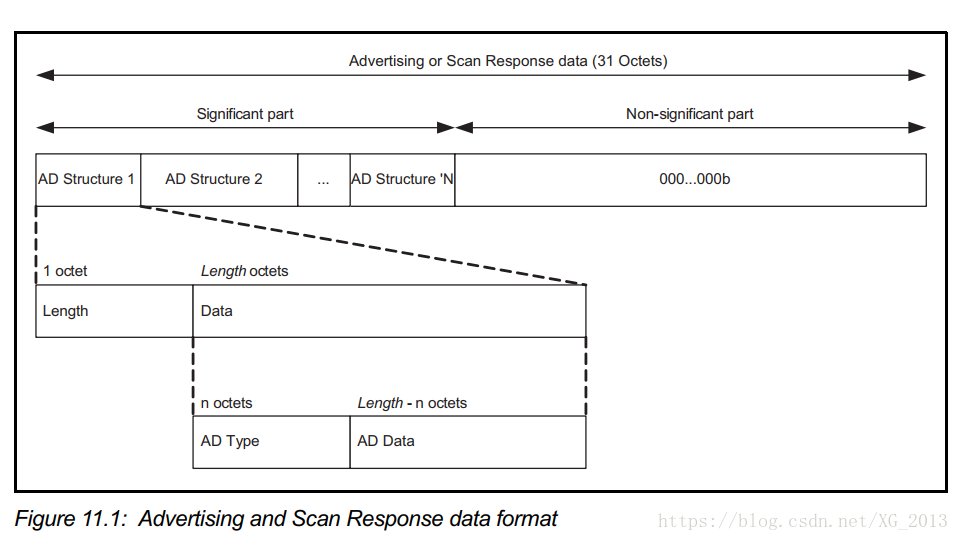 Advertising or Scan Response data (31 Octets)
Significant part Non-significant part
AD Structure 1 AD Structure 2 ... AD Structure 'N 000...000b
1 octet Length octets
Length Data
n octets Length - n octets
AD Type AD Data
Figure 11.1: Advertising and Scan Response data format
https://blog.csdn.net/XG_2013